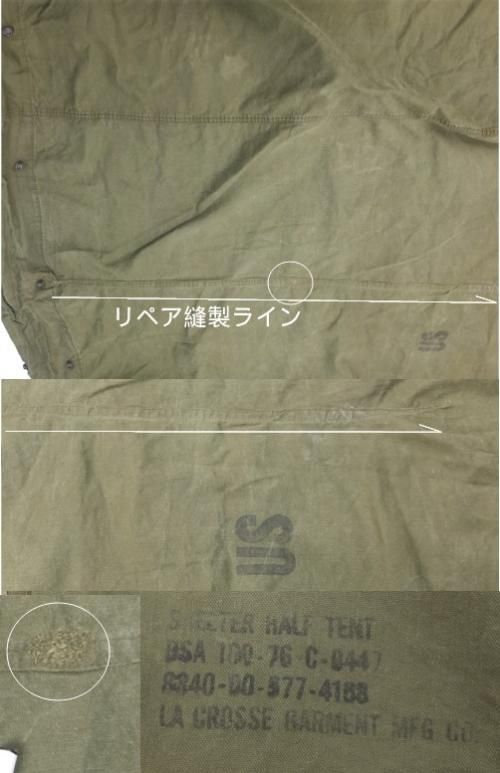 リペア縫製ライン
US
US
SHELTER HALF TENT
DSA 100-76-C-0447
8340-00-577-4188
LA CROSSE GARMENT MFG CO.